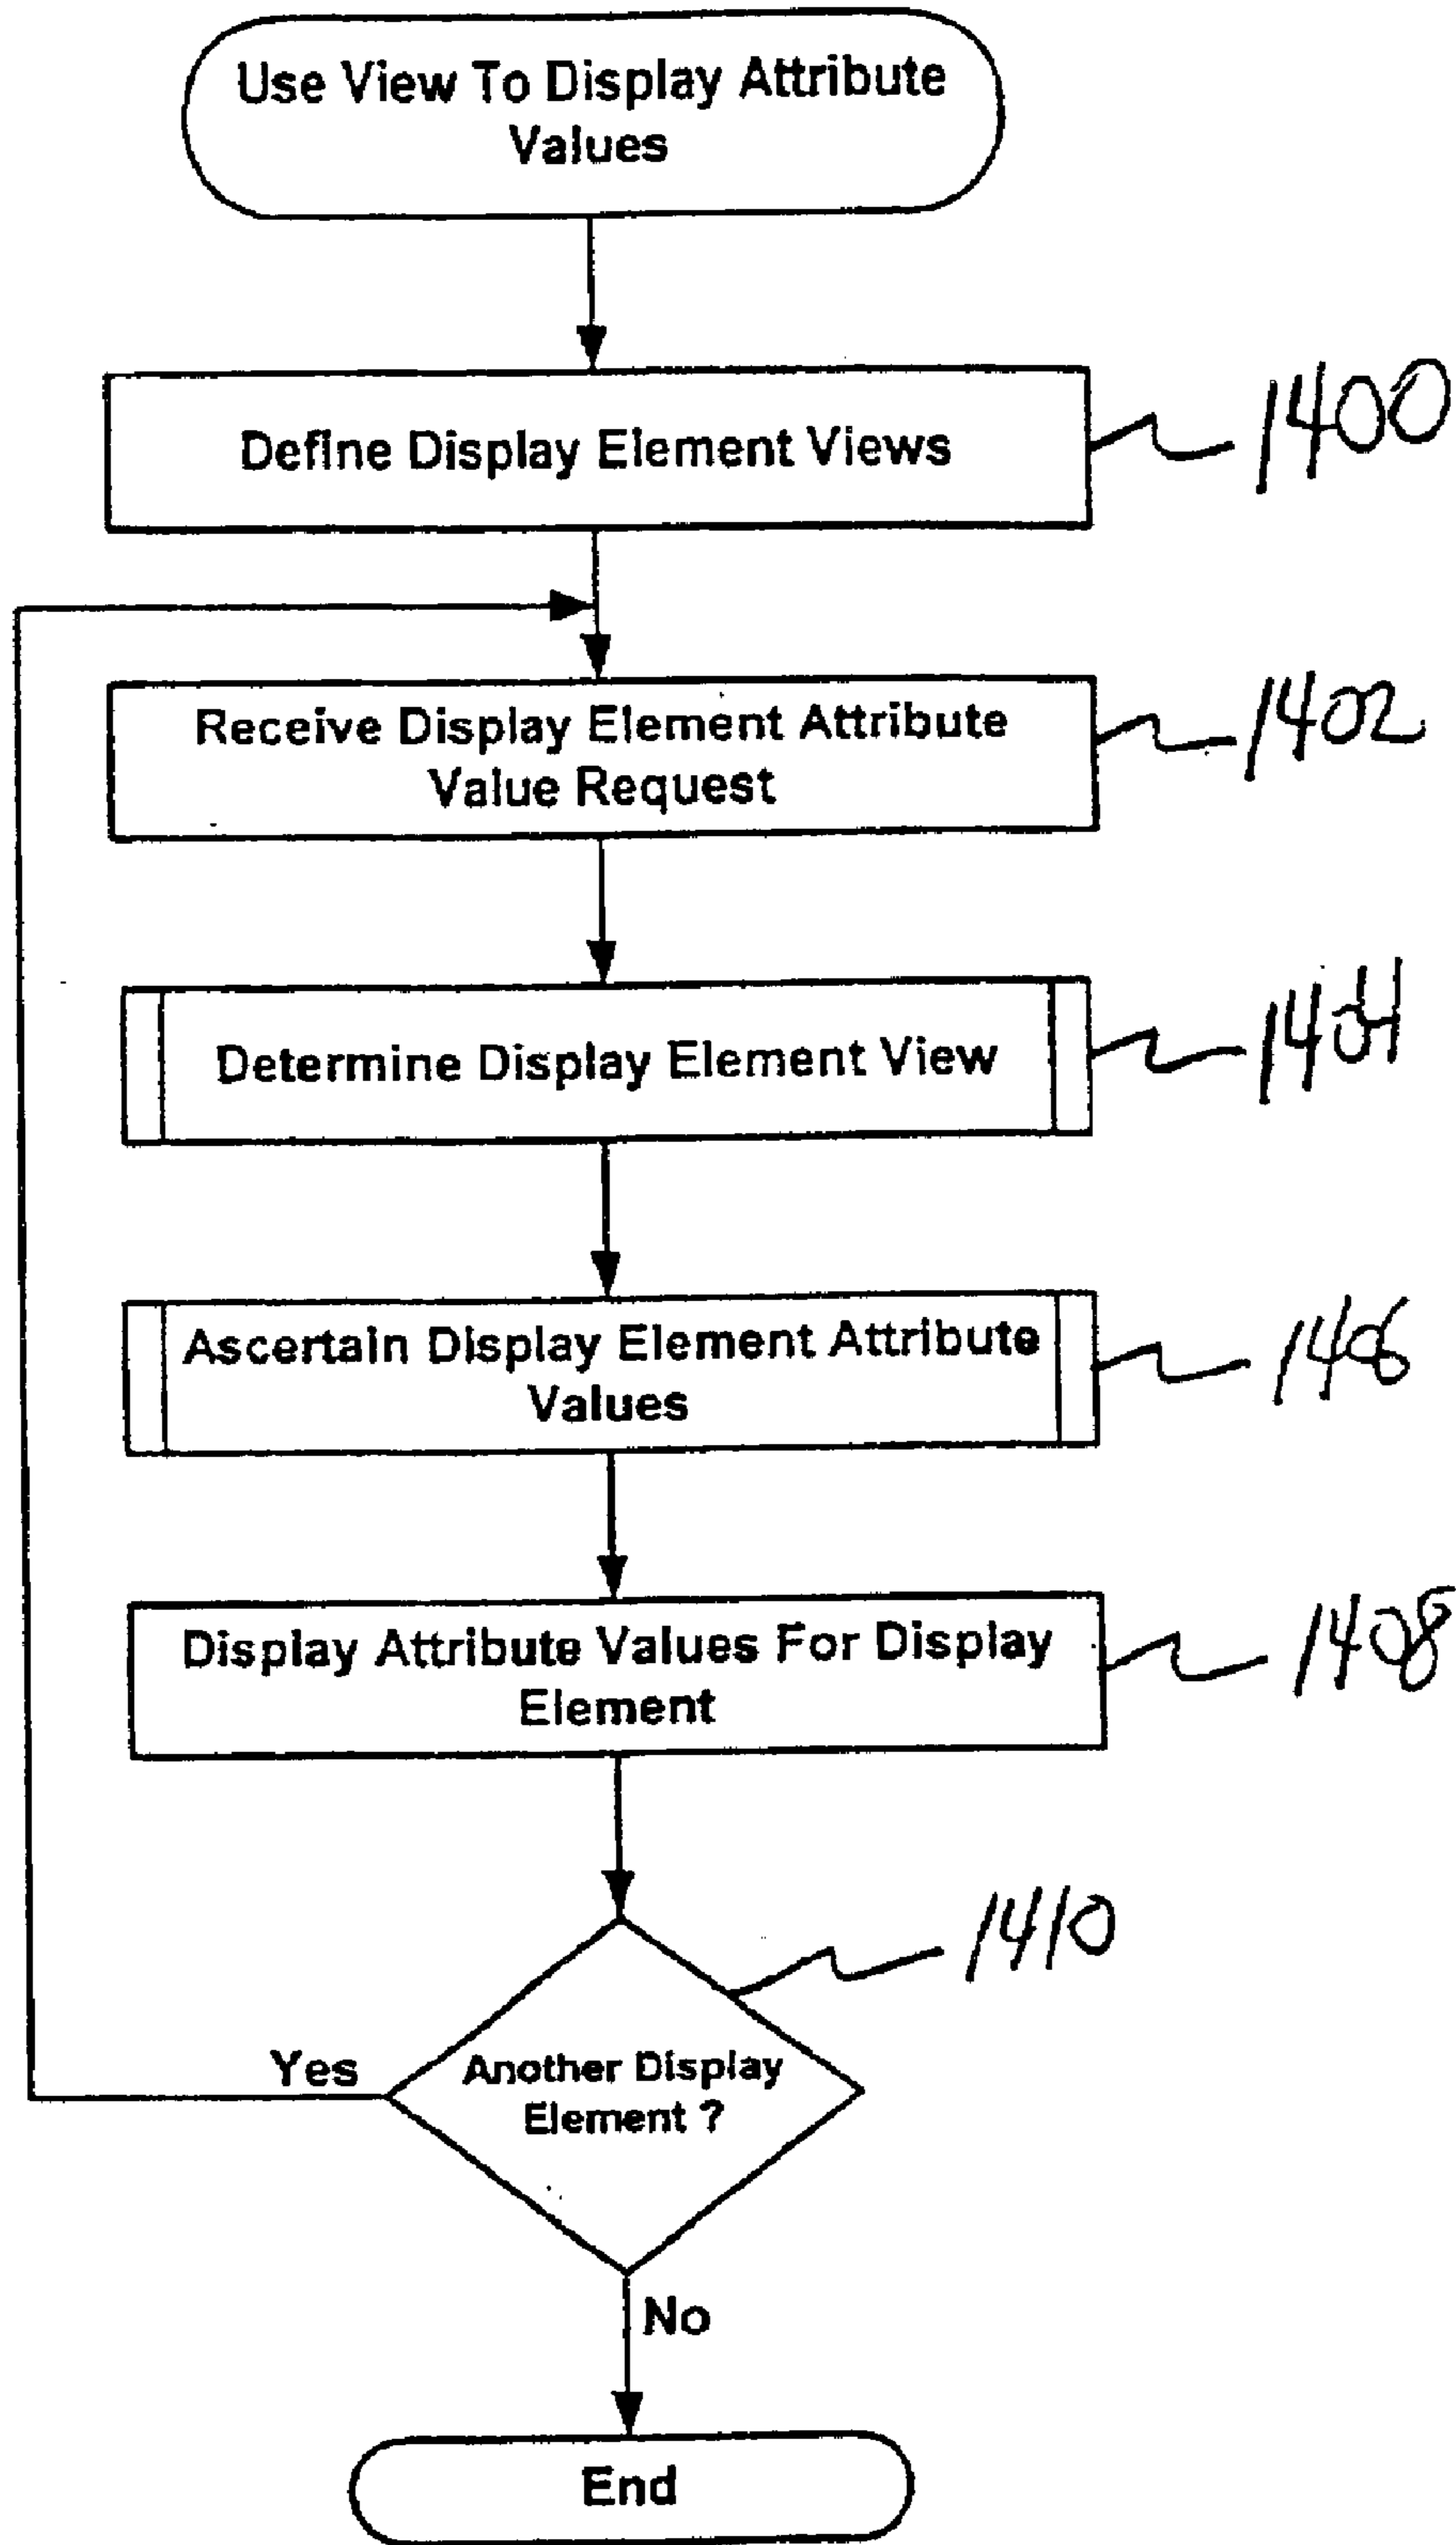 Use View To Display Attribute
Values
Define Display Element Views
1400
Receive Display Element Attribute
Value Request
1402
Determine Display Element View
1404
Ascertain Display Element Attribute
Values
1406
Display Attribute Values For Display
Element
1408
1410
Yes
Another Display
Element ?
No
End